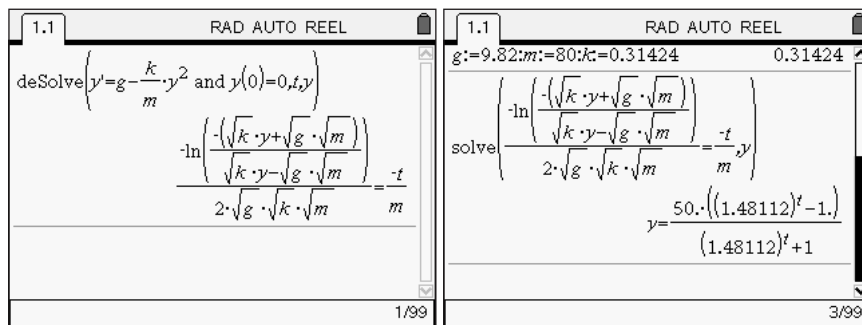 1.1 RAD AUTO REEL
deSolve(y'=g-k/m·y² and y(0)=0,t,y)
-ln(-(√k·y+√g·√m)/(√k·y-√g·√m))/(2·√g·√k·√m)=-t/m
1/99
1.1 RAD AUTO REEL
g:=9.82:m:=80:k:=0.31424 0.31424
solve(-ln(-(√k·y+√g·√m)/(√k·y-√g·√m))/(2·√g·√k·√m)=-t/m,y)
y=50.·((1.48112)^t-1.)/((1.48112)^t+1)
3/99